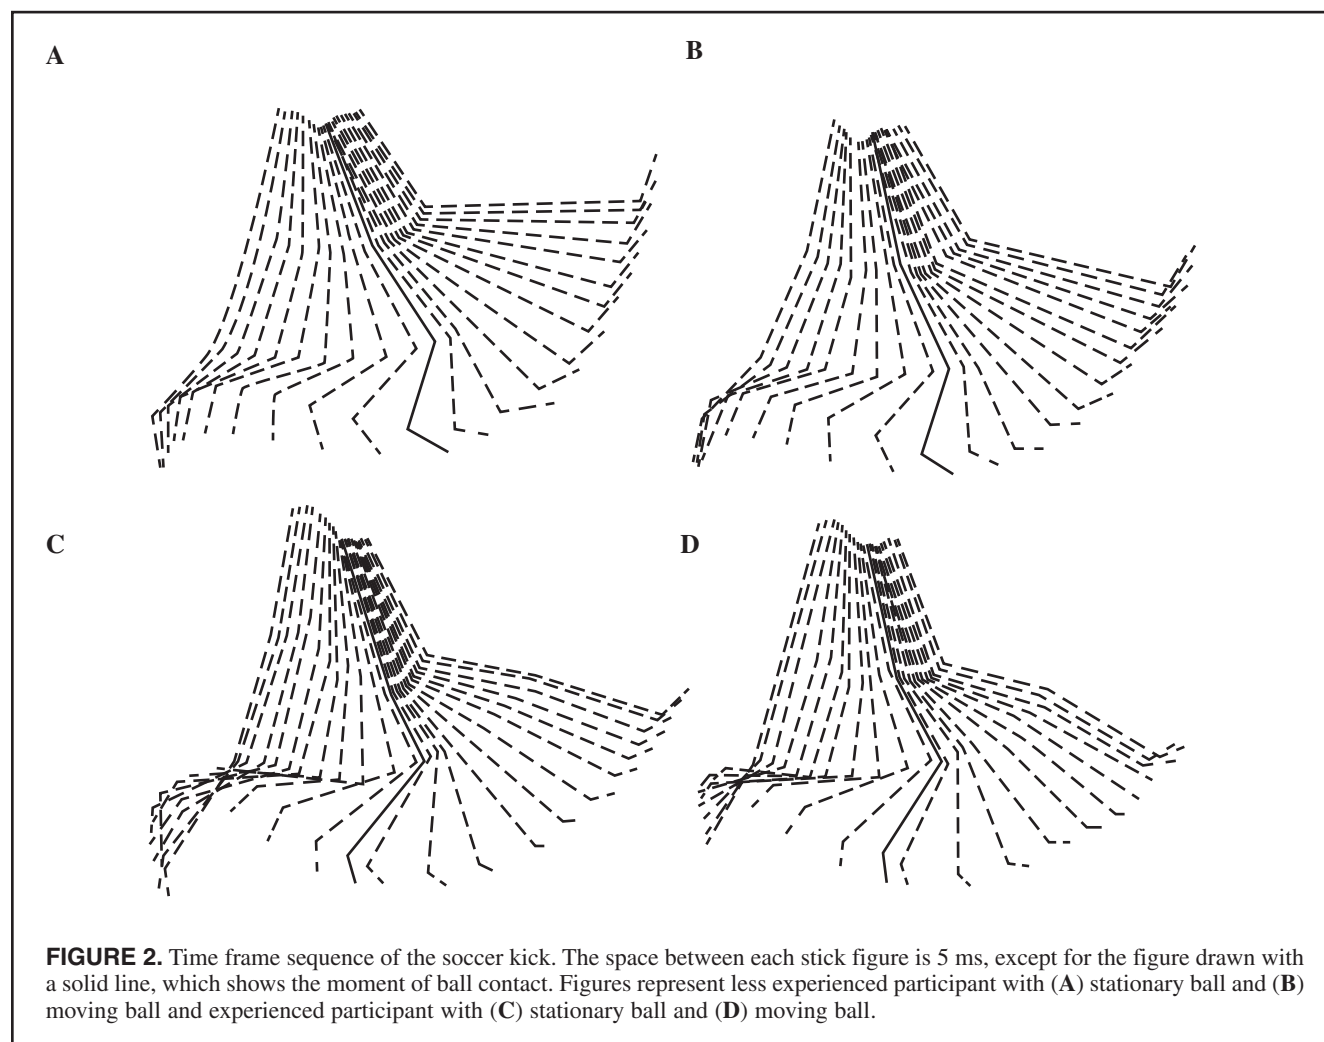 A
B
C
D
FIGURE 2. Time frame sequence of the soccer kick. The space between each stick figure is 5 ms, except for the figure drawn with
a solid line, which shows the moment of ball contact. Figures represent less experienced participant with (A) stationary ball and (B)
moving ball and experienced participant with (C) stationary ball and (D) moving ball.